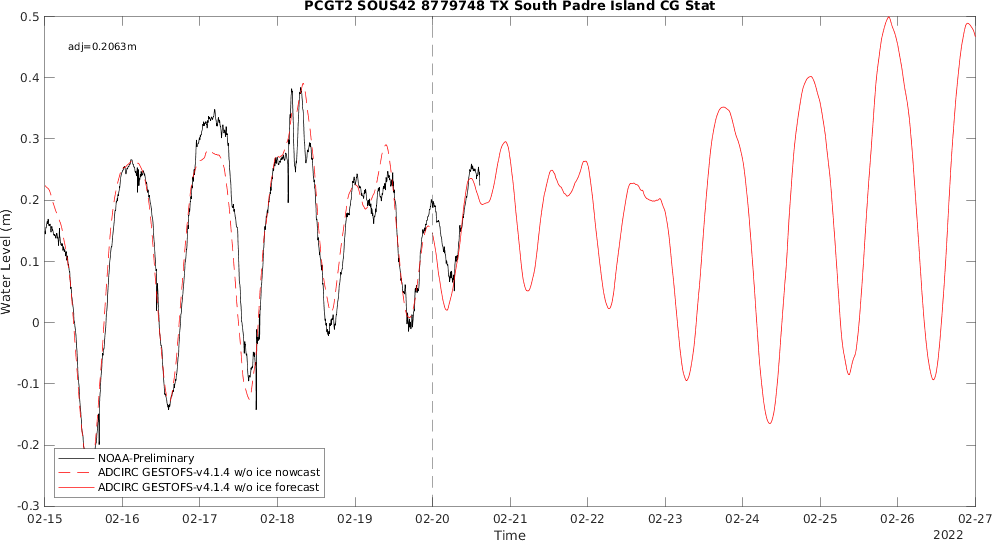 PCGT2 SOUS42 8779748 TX South Padre Island CG Stat
adj=0.2063m
0.5
0.4
0.3
0.2
0.1
0
-0.1
-0.2
-0.3
Water Level (m)
NOAA-Preliminary
ADCIRC GESTOFS-v4.1.4 w/o ice nowcast
ADCIRC GESTOFS-v4.1.4 w/o ice forecast
02-15 02-16 02-17 02-18 02-19 02-20 02-21 02-22 02-23 02-24 02-25 02-26 02-27
Time
2022